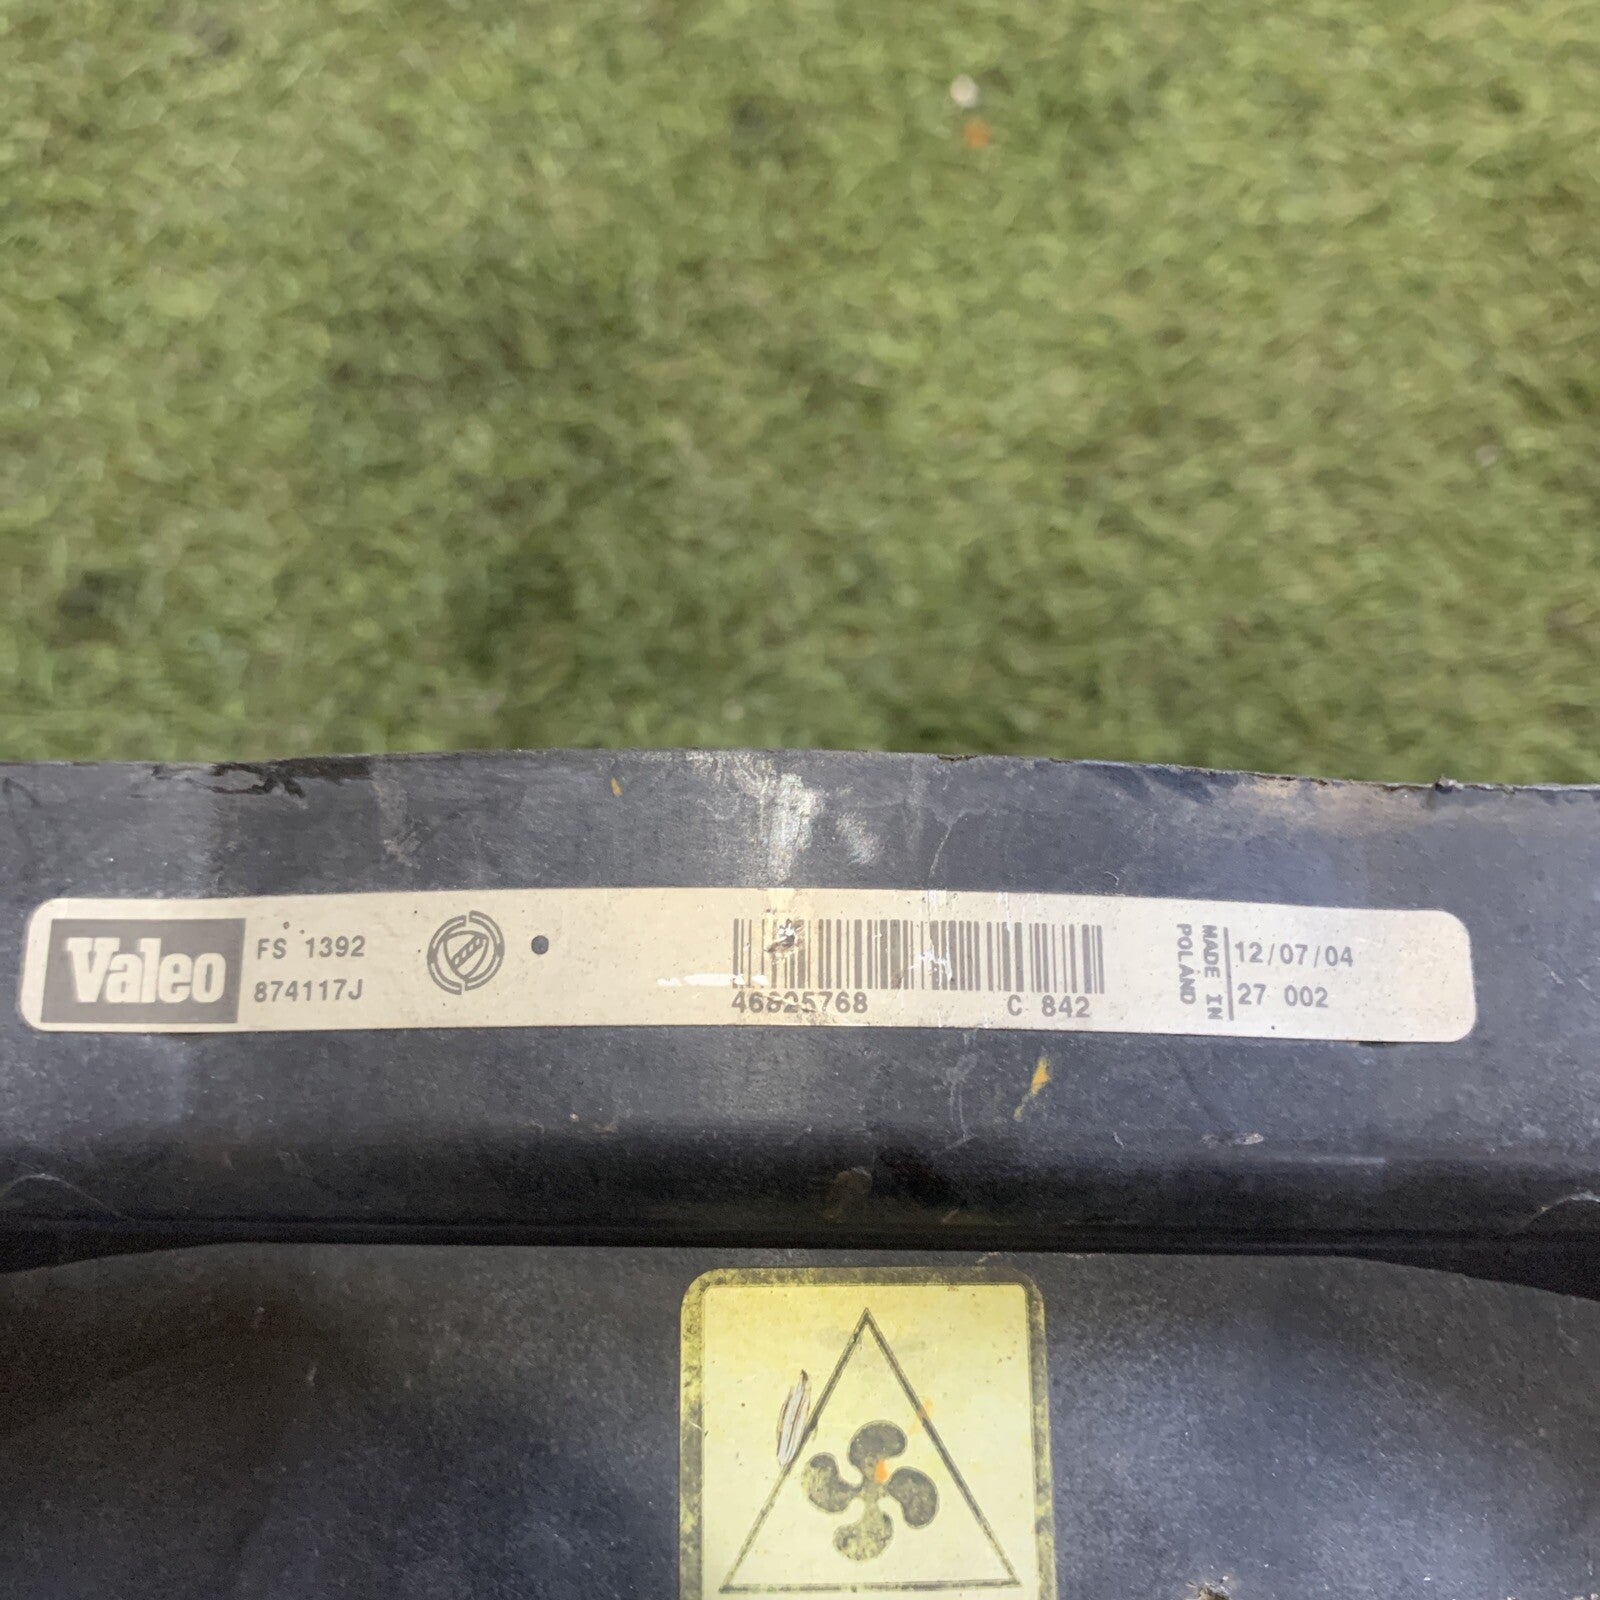 Valeo
FS 1392
874117J
46825768
C 842
MADE IN
POLAND
12/07/04
27 002